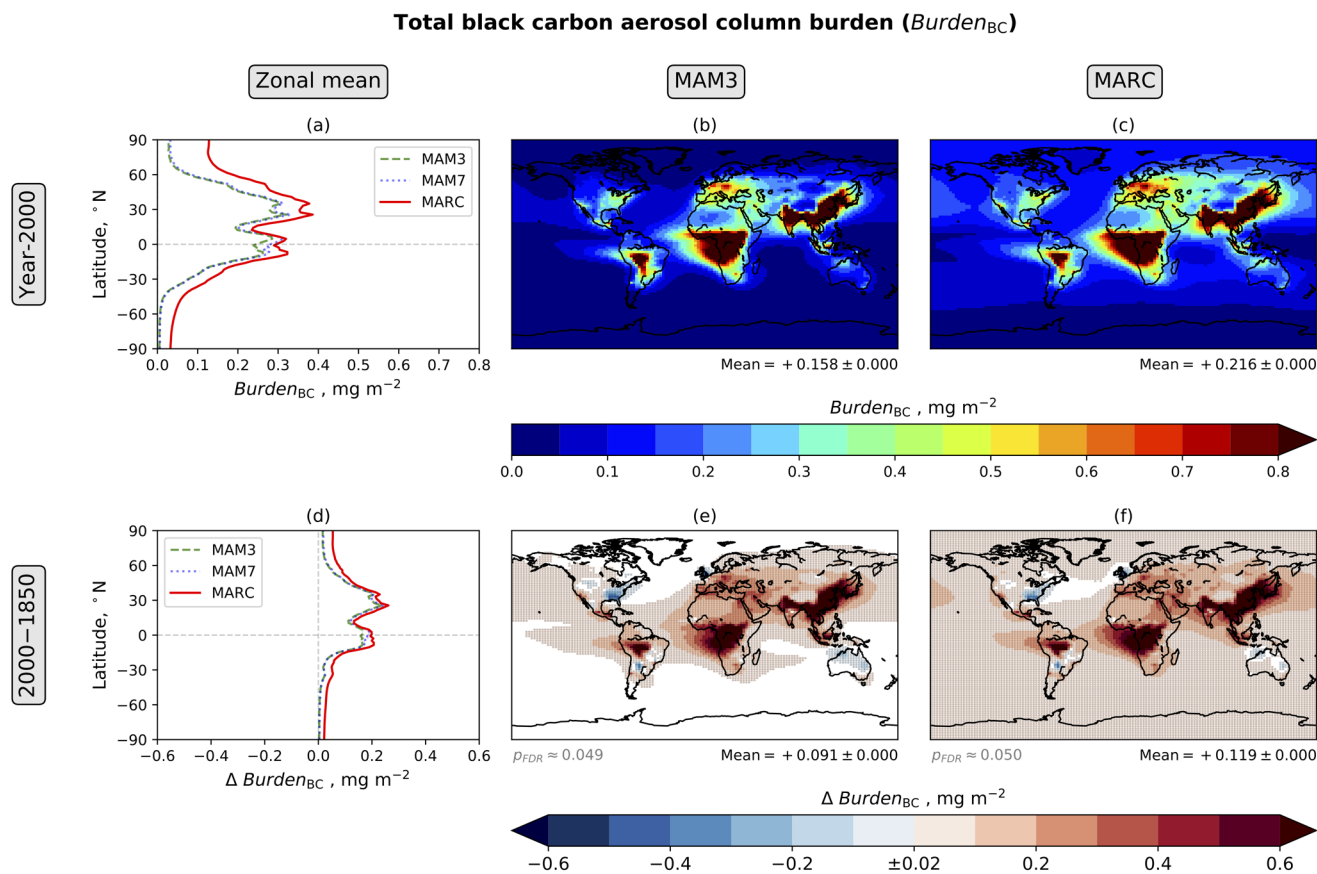 Total black carbon aerosol column burden (Burden_BC)
Zonal mean
MAM3
MARC
Year-2000
(a)
90
60
30
0
−30
−60
−90
Latitude, °N
MAM3
MAM7
MARC
0.0 0.1 0.2 0.3 0.4 0.5 0.6 0.7 0.8
Burden_BC , mg m⁻²
(b)
Mean = +0.158 ± 0.000
(c)
Mean = +0.216 ± 0.000
Burden_BC , mg m⁻²
0.0 0.1 0.2 0.3 0.4 0.5 0.6 0.7 0.8
2000−1850
(d)
90
60
30
0
−30
−60
−90
Latitude, °N
MAM3
MAM7
MARC
−0.6 −0.4 −0.2 0.0 0.2 0.4 0.6
Δ Burden_BC , mg m⁻²
(e)
p_FDR ≈ 0.049
Mean = +0.091 ± 0.000
(f)
p_FDR ≈ 0.050
Mean = +0.119 ± 0.000
Δ Burden_BC , mg m⁻²
−0.6 −0.4 −0.2 ±0.02 0.2 0.4 0.6